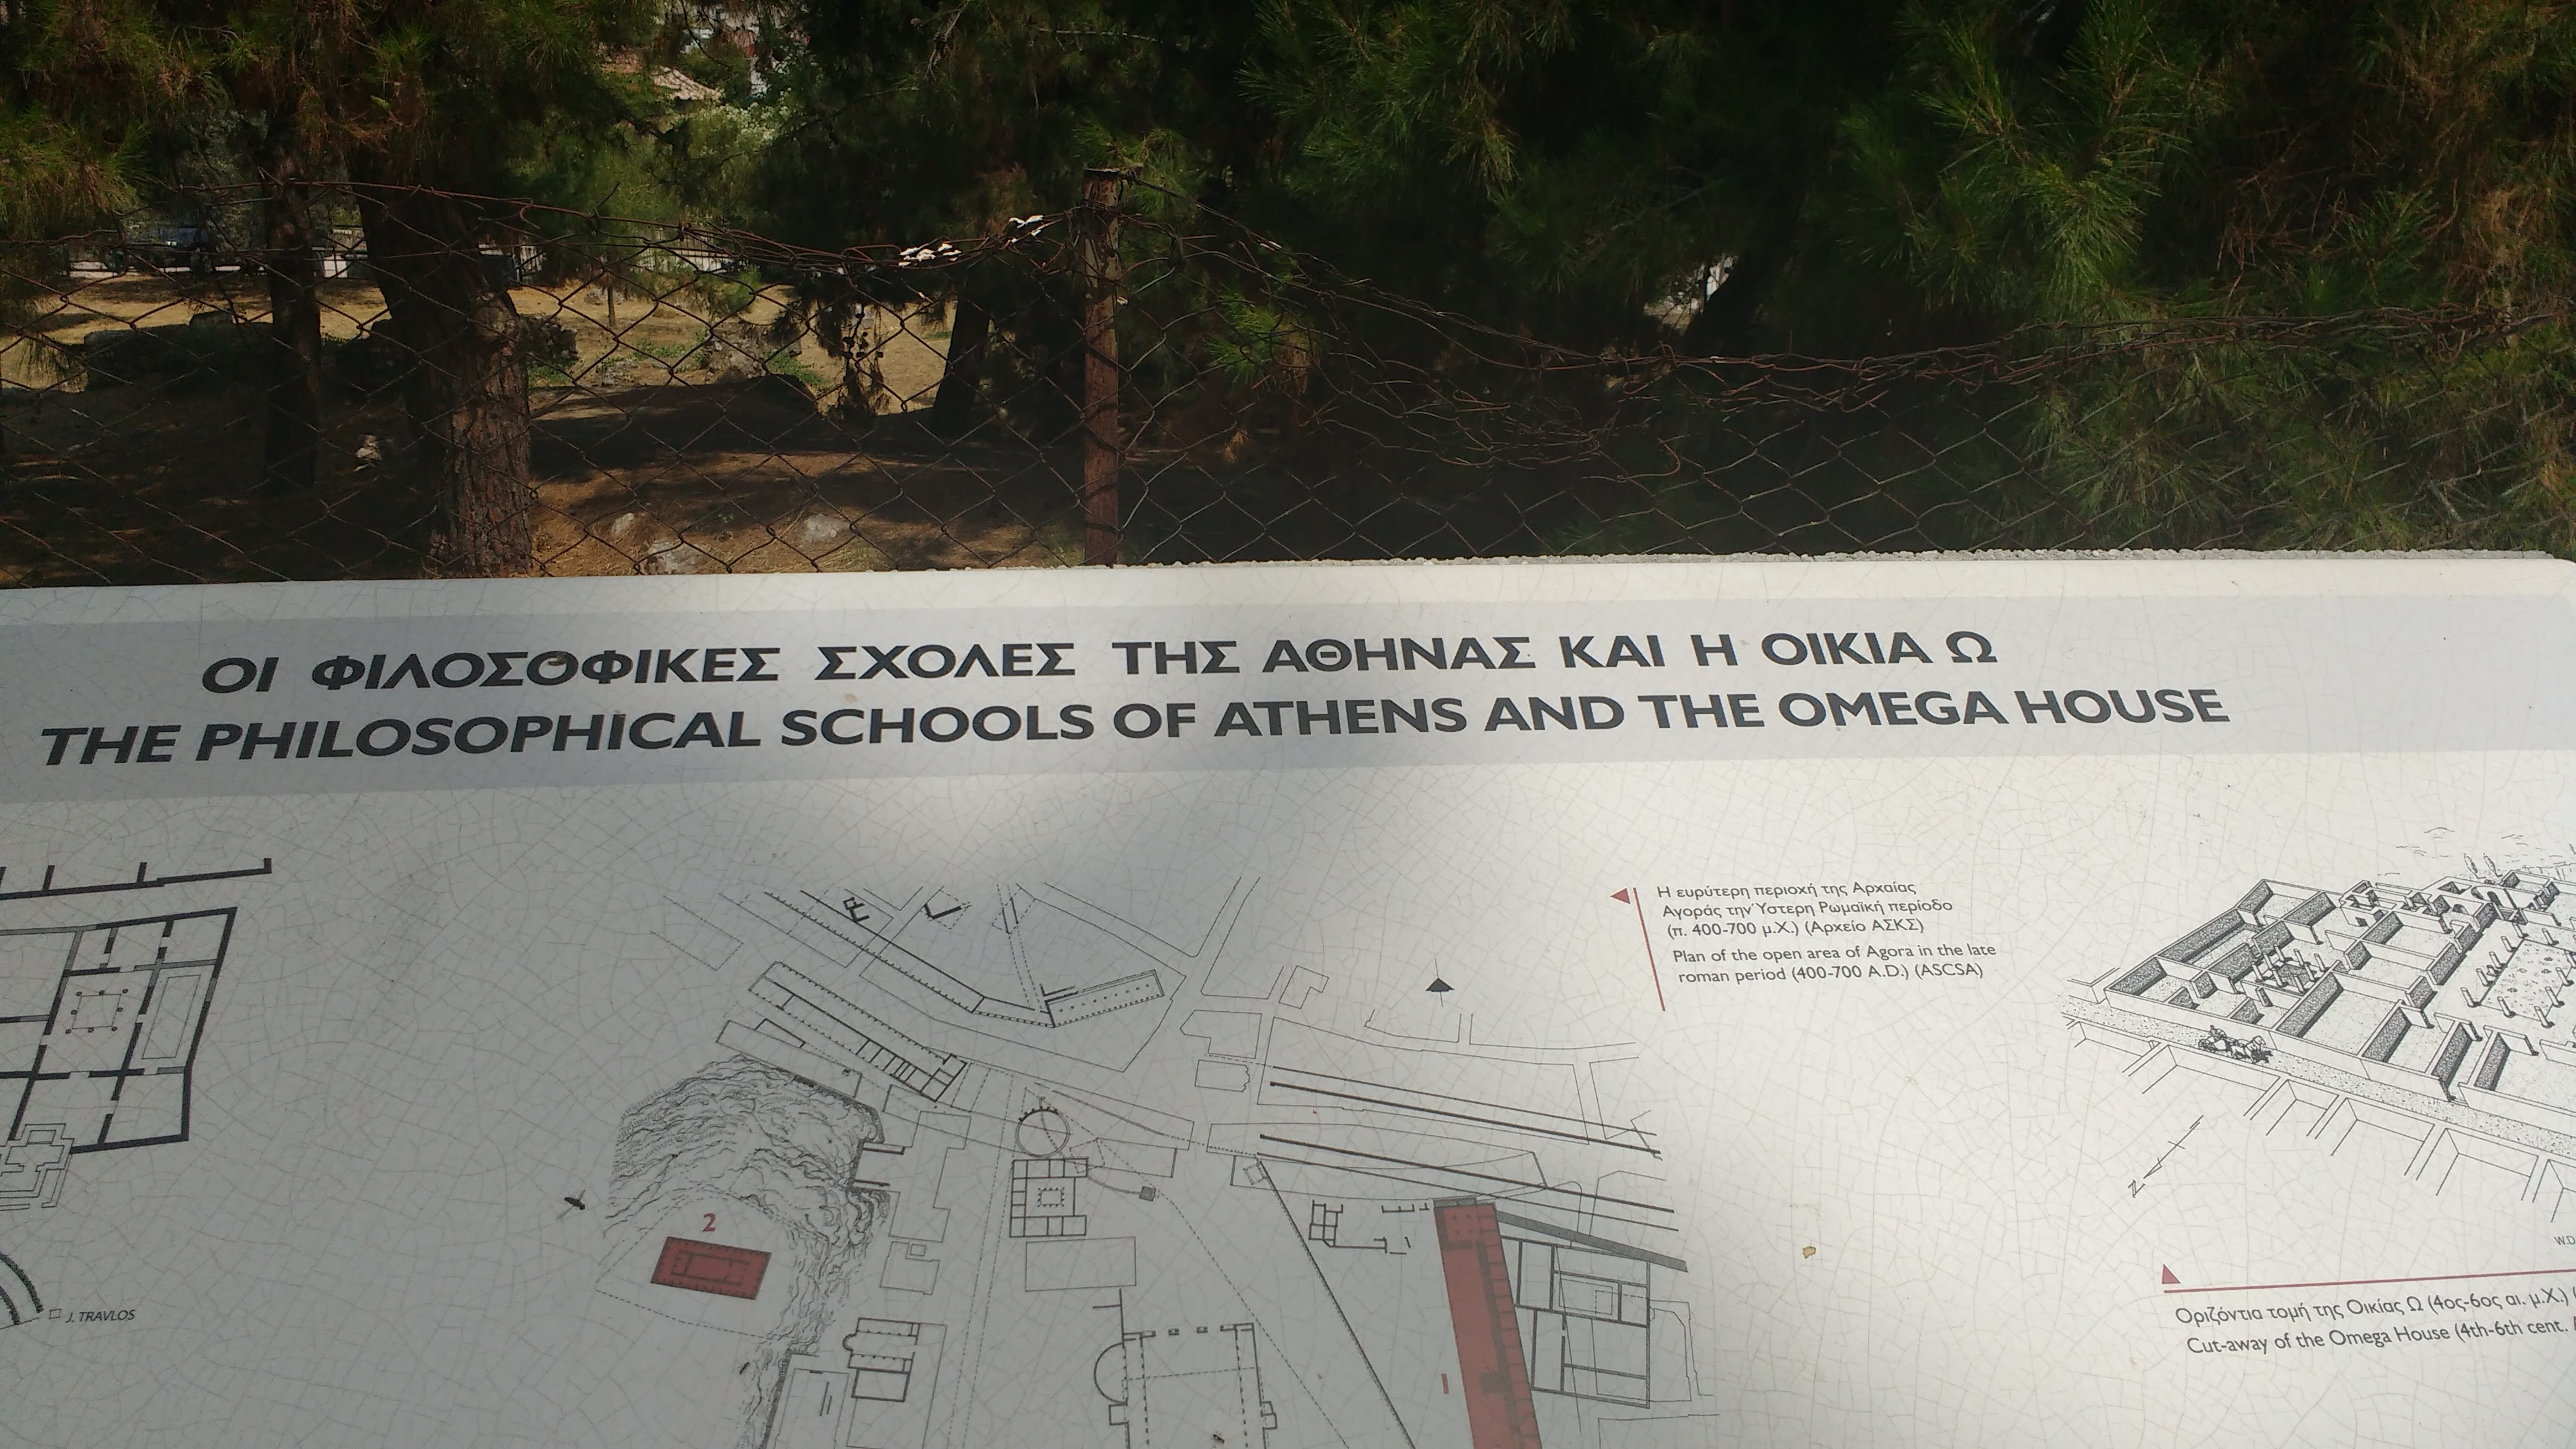 ΟΙ ΦΙΛΟΣΟΦΙΚΕΣ ΣΧΟΛΕΣ ΤΗΣ ΑΘΗΝΑΣ ΚΑΙ Η ΟΙΚΙΑ Ω
THE PHILOSOPHICAL SCHOOLS OF ATHENS AND THE OMEGA HOUSE
Η ευρύτερη περιοχή της Αρχαίας
Αγοράς την Ύστερη Ρωμαϊκή περίοδο
(π. 400-700 μ.Χ.) (Αρχείο ΑΣΚΣ)
Plan of the open area of Agora in the late
roman period (400-700 A.D.) (ASCSA)
2
J. TRAVLOS
N
W.D.
Οριζόντια τομή της Οικίας Ω (4ος-6ος αι. μ.Χ.) (
Cut-away of the Omega House (4th-6th cent.